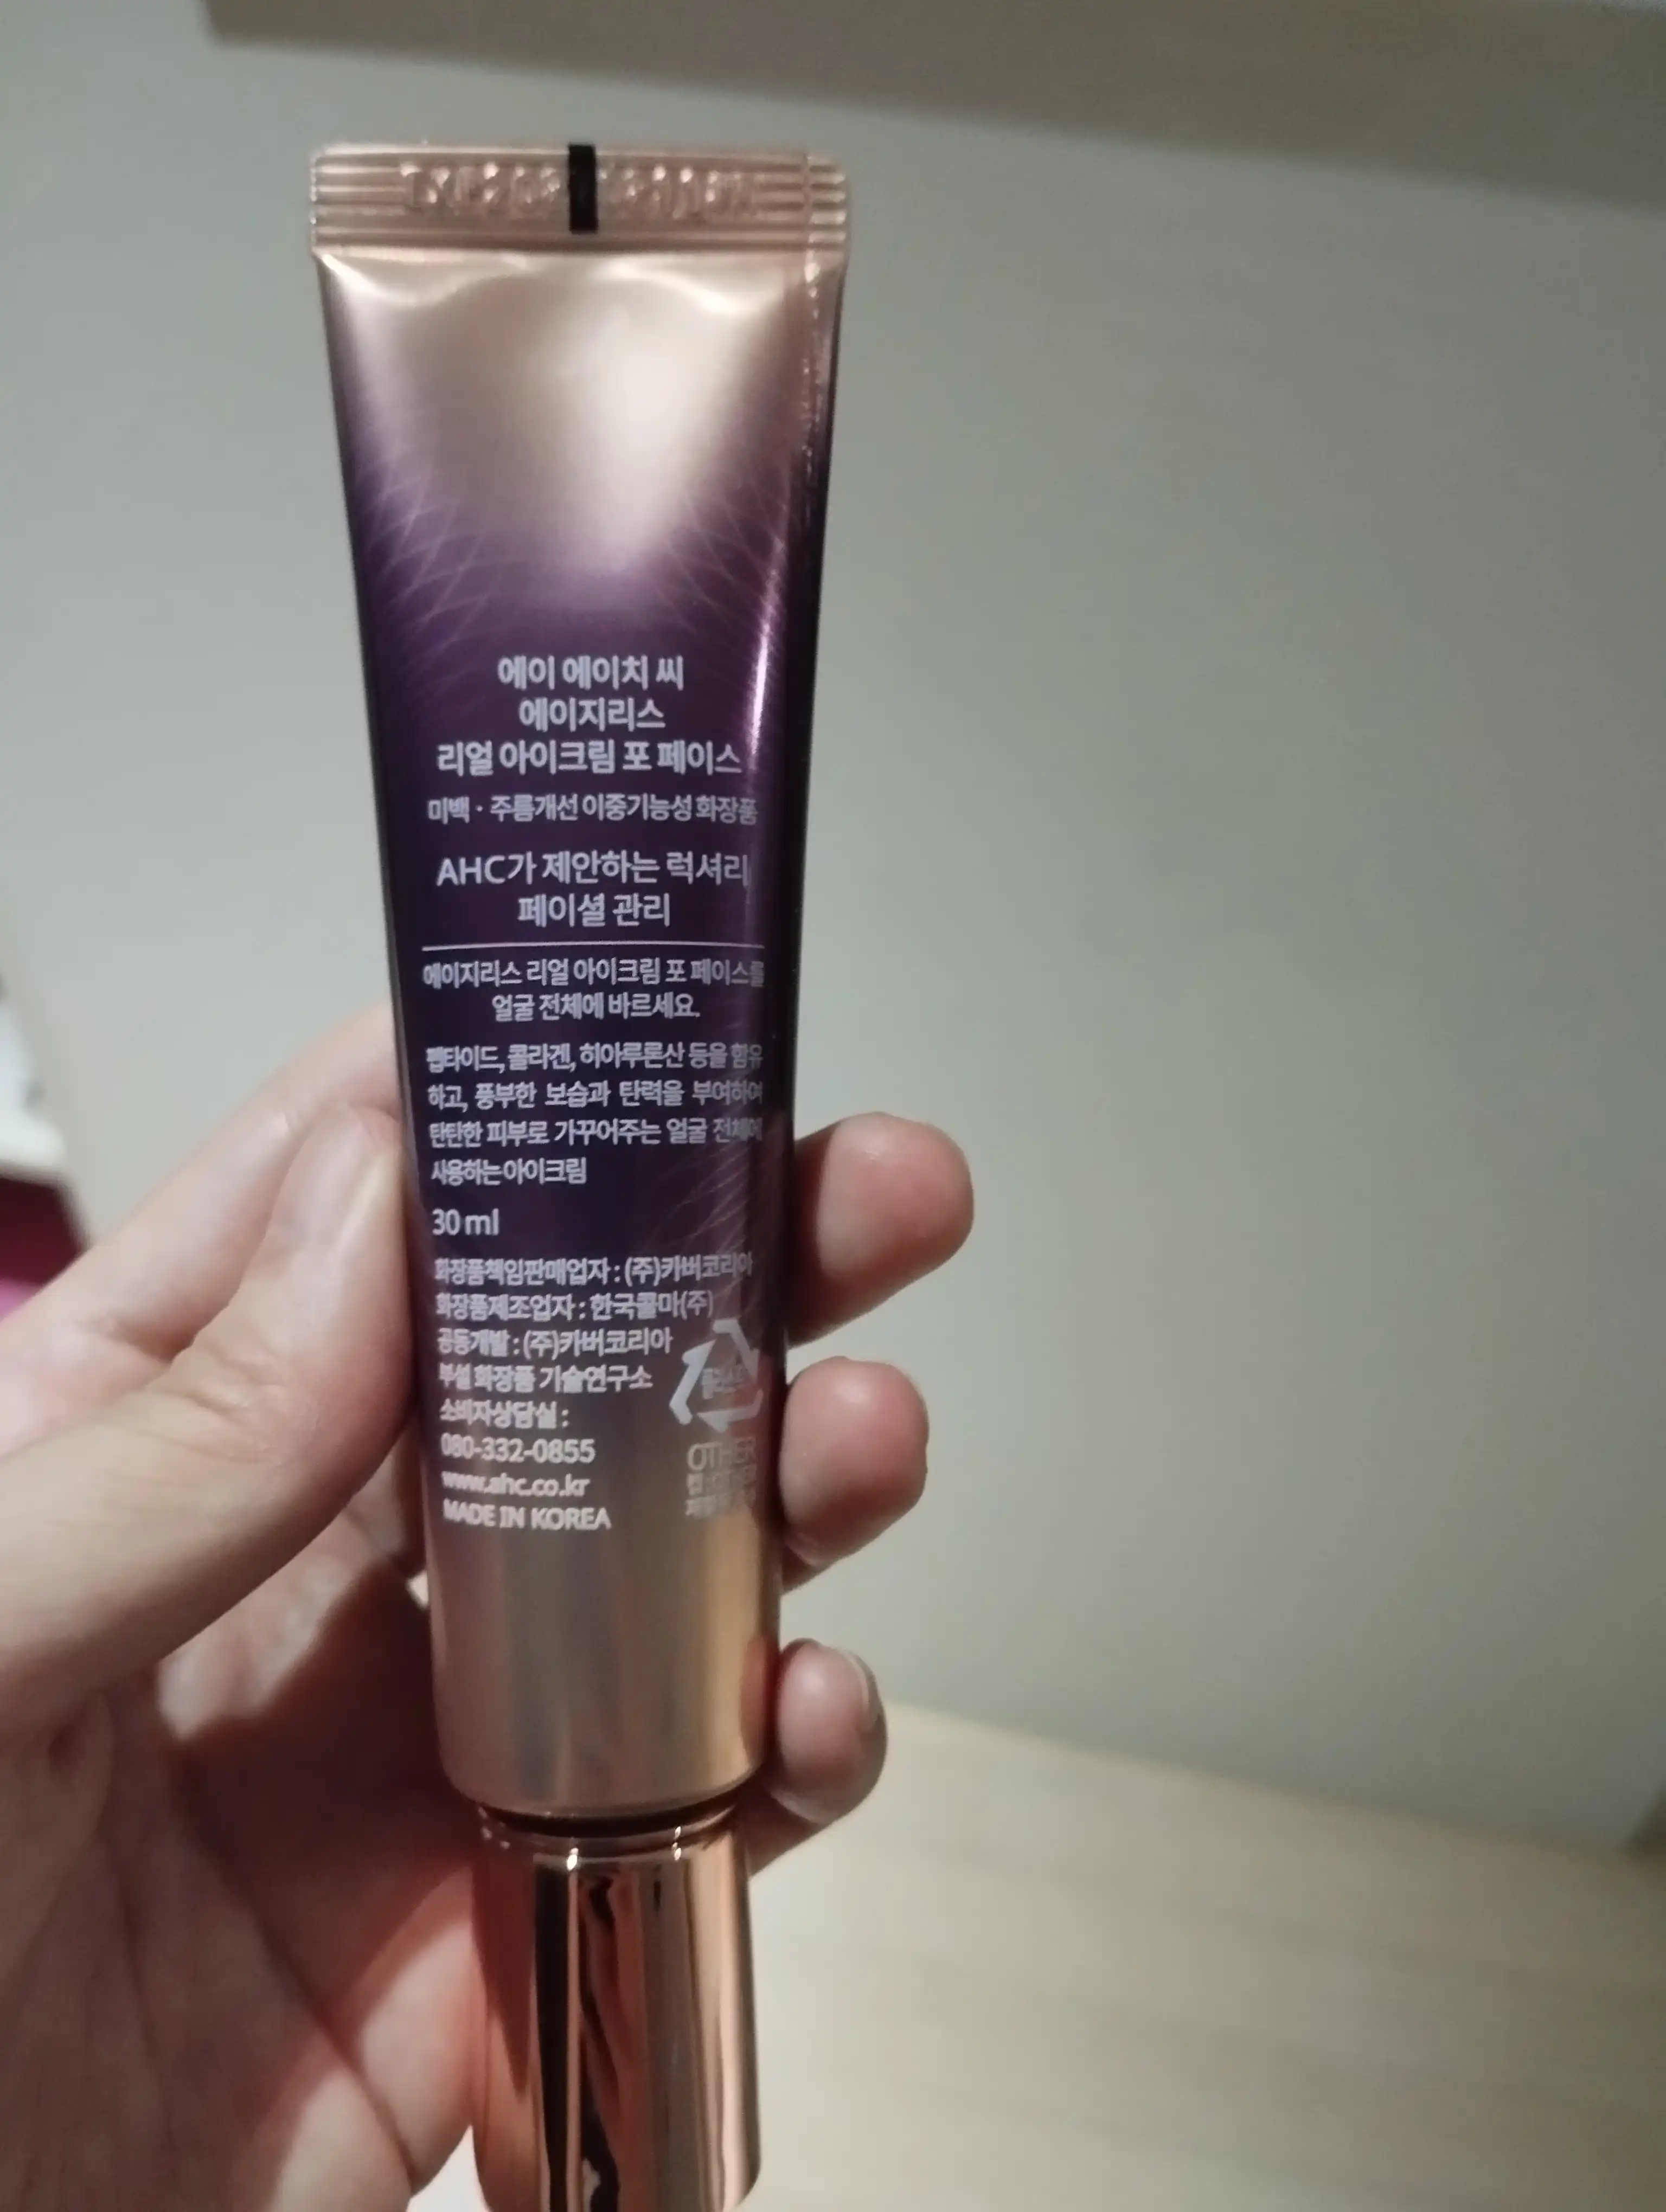 에이 에이치 씨
에이지리스
리얼 아이크림 포 페이스
미백 · 주름개선 이중기능성 화장품
AHC가 제안하는 럭셔리
페이셜 관리
에이지리스 리얼 아이크림 포 페이스를
얼굴 전체에 바르세요.
펩타이드, 콜라겐, 히아루론산 등을 함유
하고, 풍부한 보습과 탄력을 부여하여
탄탄한 피부로 가꾸어주는 얼굴 전체에
사용하는 아이크림
30 ml
화장품책임판매업자 : (주)카버코리아
화장품제조업자 : 한국콜마(주)
공동개발 : (주)카버코리아
부설 화장품 기술연구소
소비자상담실 :
080-332-0855
www.ahc.co.kr
MADE IN KOREA
OTHER